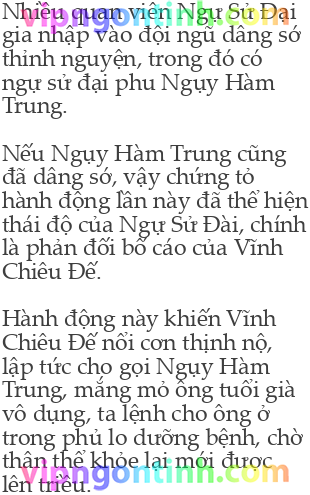 Nhiều quan viên Ngự Sử Đại
vipngontinh.com
gia nhập vào đội ngũ dâng sớ
thỉnh nguyện, trong đó có
ngự sử đại phu Ngụy Hàm
Trung.
Nếu Ngụy Hàm Trung cũng
đã dâng sớ, vậy chứng tỏ
hành động lần này đã thể hiện
thái độ của Ngự Sử Đài, chính
là phản đối bố cáo của Vĩnh
Chiêu Đế.
Hành động này khiến Vĩnh
Chiêu Đế nổi cơn thịnh nộ,
lập tức cho gọi Ngụy Hàm
Trung, mắng mỏ ông tuổi già
vô dụng, ta lệnh cho ông ở
trong phủ lo dưỡng bệnh, chờ
thân thể khỏe lại mới được
vipngontinh.com
lên triều.